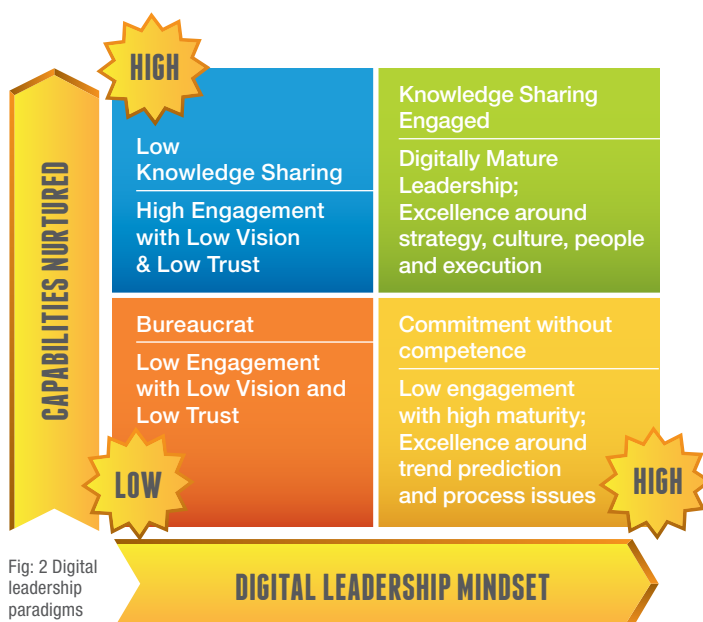 HIGH
CAPABILITIES NURTURED
Low
Knowledge Sharing
High Engagement
with Low Vision
& Low Trust
Knowledge Sharing
Engaged
Digitally Mature
Leadership;
Excellence around
strategy, culture, people
and execution
Bureaucrat
Low Engagement
with Low Vision and
Low Trust
Commitment without
competence
Low engagement
with high maturity;
Excellence around
trend prediction
and process issues
LOW
HIGH
Fig: 2 Digital
leadership
paradigms
DIGITAL LEADERSHIP MINDSET